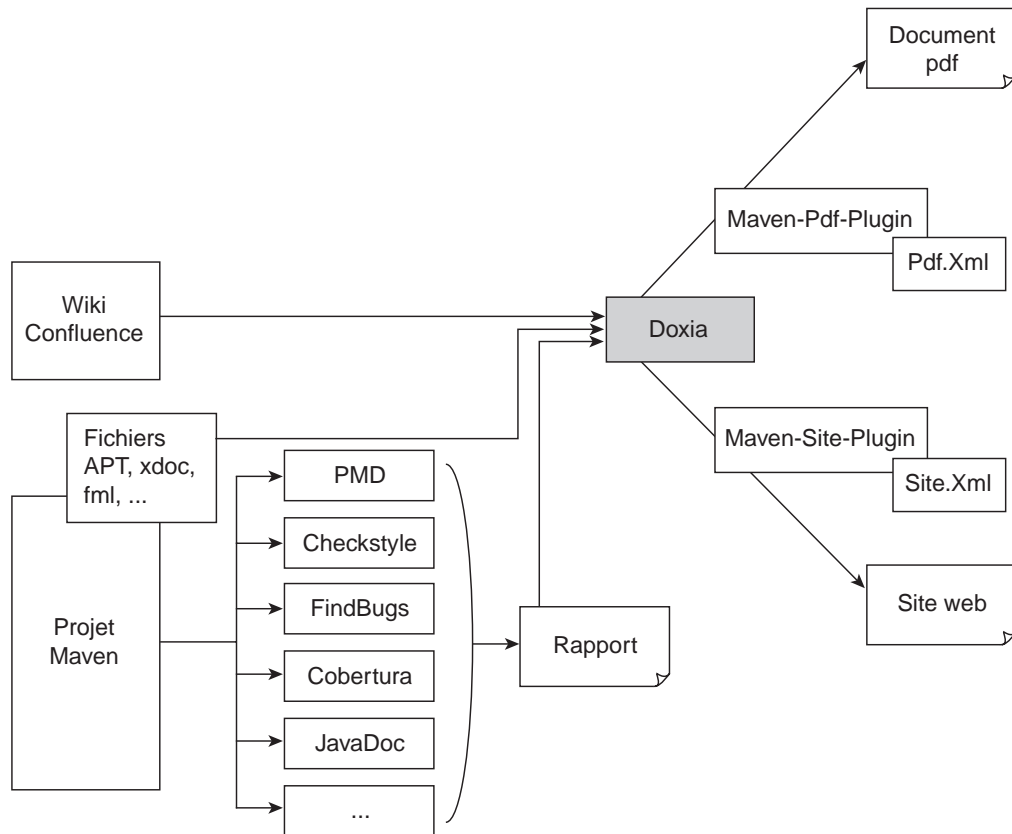 Document
pdf
Maven-Pdf-Plugin
Pdf.Xml
Wiki
Confluence
Doxia
Fichiers
APT, xdoc,
fml, ...
Maven-Site-Plugin
Site.Xml
PMD
Checkstyle
FindBugs
Cobertura
JavaDoc
...
Projet
Maven
Rapport
Site web